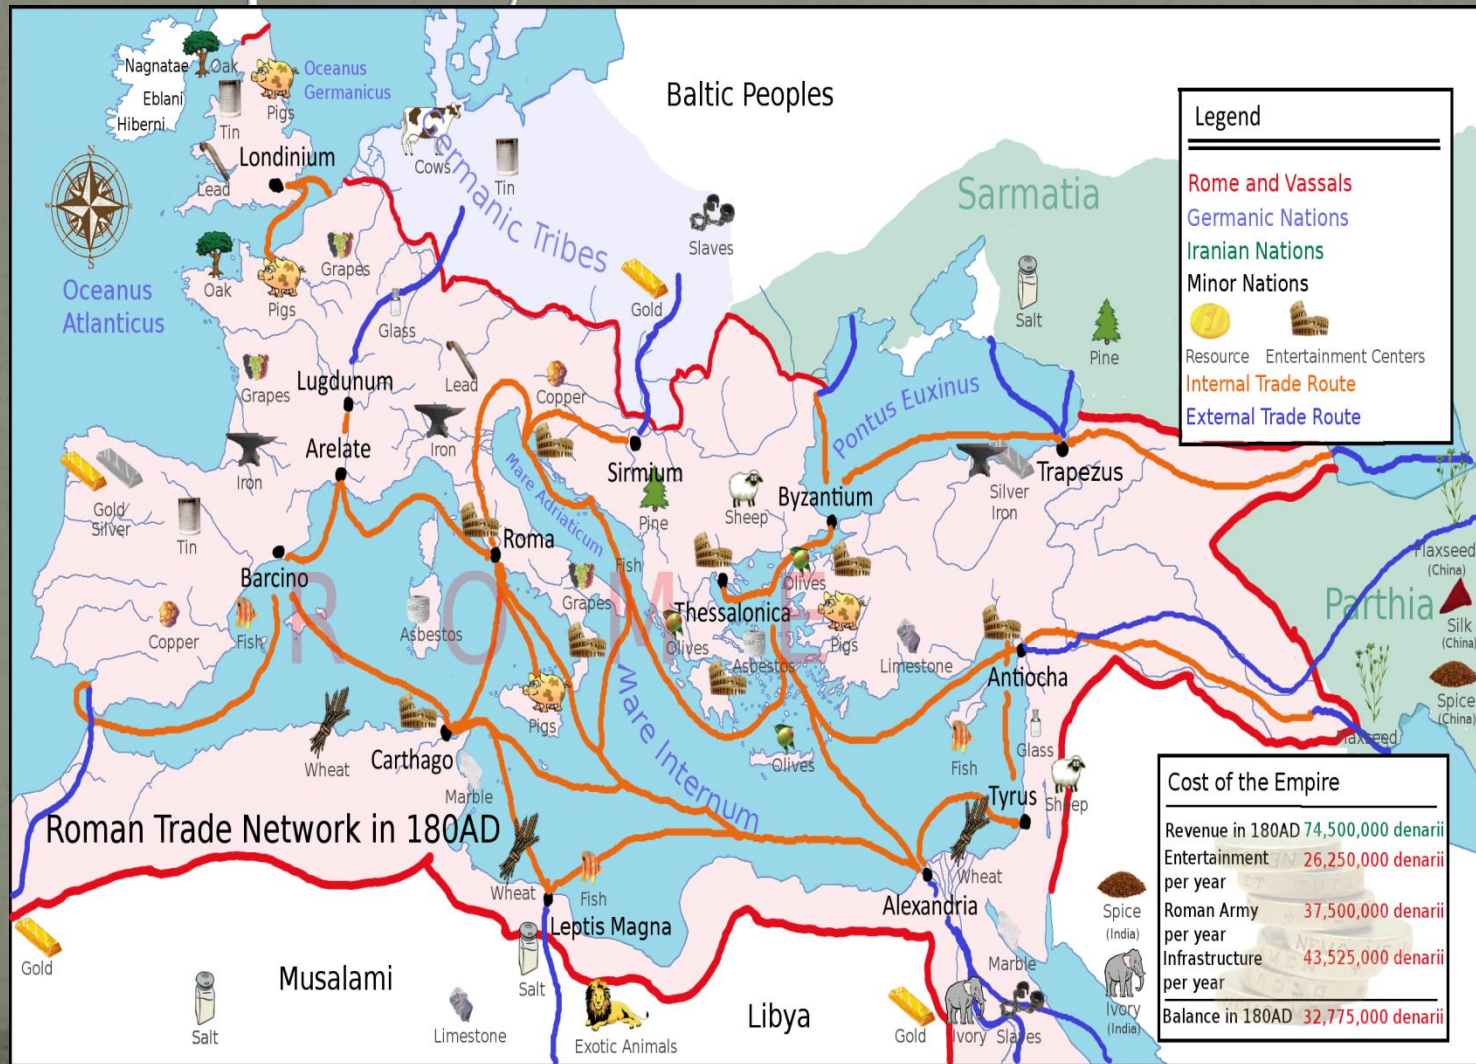 Nagnatae
Oak
Oceanus
Germanicus
Eblani
Pigs
Hiberni
Tin
Londinium
Lead
Baltic Peoples
Cows
Tin
Germanic Tribes
Slaves
Sarmatia
Legend
Rome and Vassals
Germanic Nations
Iranian Nations
Minor Nations
Resource
Entertainment Centers
Internal Trade Route
External Trade Route
N
E
S
W
Oceanus
Atlanticus
Oak
Pigs
Grapes
Glass
Gold
Salt
Pine
Grapes
Lugdunum
Lead
Copper
Pontus Euxinus
Arelate
Iron
Iron
Mare Adriaticum
Sirmium
Pine
Sheep
Byzantium
Silver
Iron
Trapezus
Gold
Silver
Tin
Barcino
Roma
Fish
Olives
Flaxseed
(China)
ROME
Copper
Fish
Asbestos
Grapes
Thessalonica
Olives
Asbestos
Pigs
Limestone
Parthia
Silk
(China)
Spice
(China)
Flaxseed
Antiocha
Pigs
Mare Internum
Olives
Fish
Glass
Wheat
Carthago
Marble
Tyrus
Sheep
Roman Trade Network in 180AD
Wheat
Fish
Wheat
Leptis Magna
Alexandria
Spice
(India)
Gold
Musalami
Salt
Salt
Limestone
Exotic Animals
Libya
Gold
Marble
Ivory
Slaves
Ivory
(India)
Cost of the Empire
Revenue in 180AD 74,500,000 denarii
Entertainment 26,250,000 denarii
per year
Roman Army 37,500,000 denarii
per year
Infrastructure 43,525,000 denarii
per year
Balance in 180AD 32,775,000 denarii